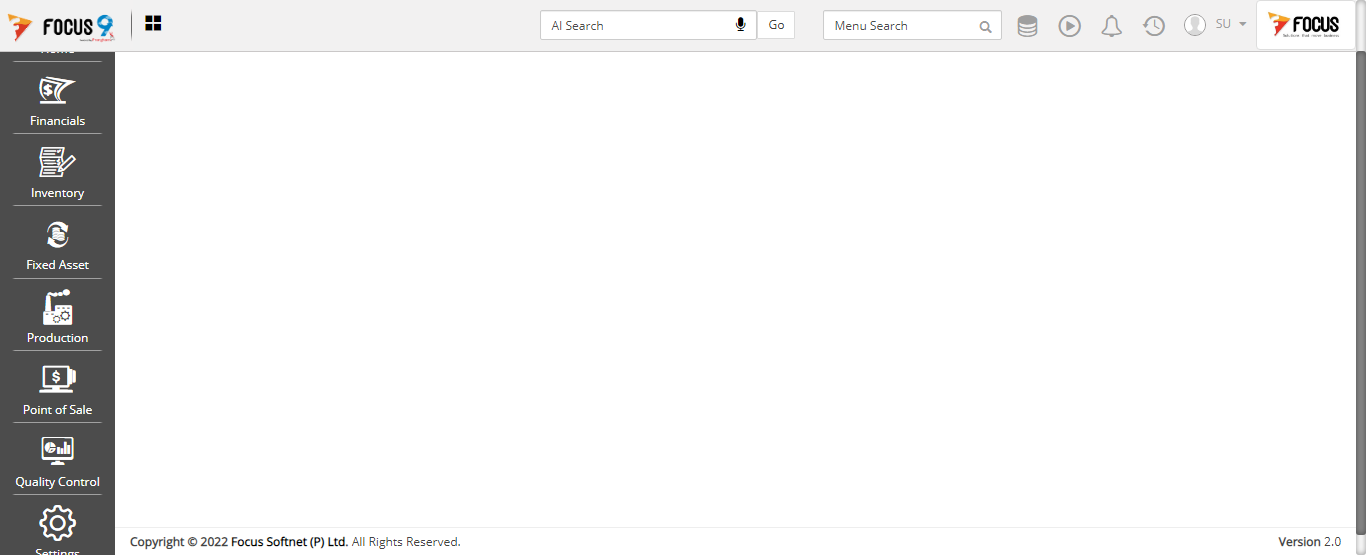 FOCUS 9
AI Search
Go
Menu Search
SU
FOCUS
Home
$
Financials
Inventory
Fixed Asset
Production
$
Point of Sale
Quality Control
Settings
Copyright © 2022 Focus Softnet (P) Ltd. All Rights Reserved.
Version 2.0